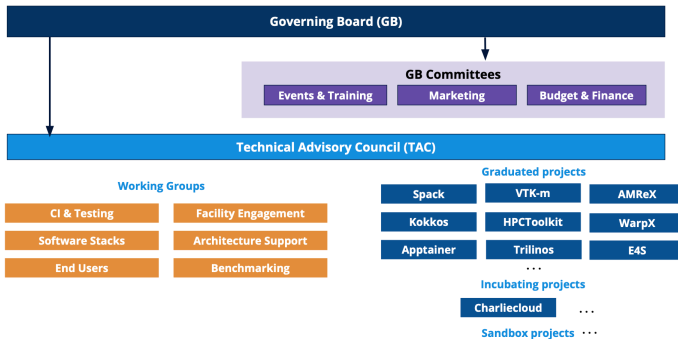 Governing Board (GB)
GB Committees
Events & Training
Marketing
Budget & Finance
Technical Advisory Council (TAC)
Working Groups
CI & Testing
Facility Engagement
Software Stacks
Architecture Support
End Users
Benchmarking
Graduated projects
Spack
VTK-m
AMReX
Kokkos
HPCToolkit
WarpX
Apptainer
Trilinos
E4S
...
Incubating projects
Charliecloud
...
Sandbox projects ...